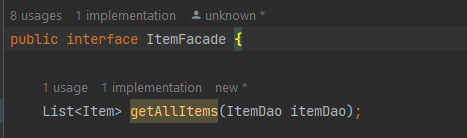 8 usages 1 implementation unknown *
public interface ItemFacade {
1 usage 1 implementation new *
List<Item> getAllItems(ItemDao itemDao);